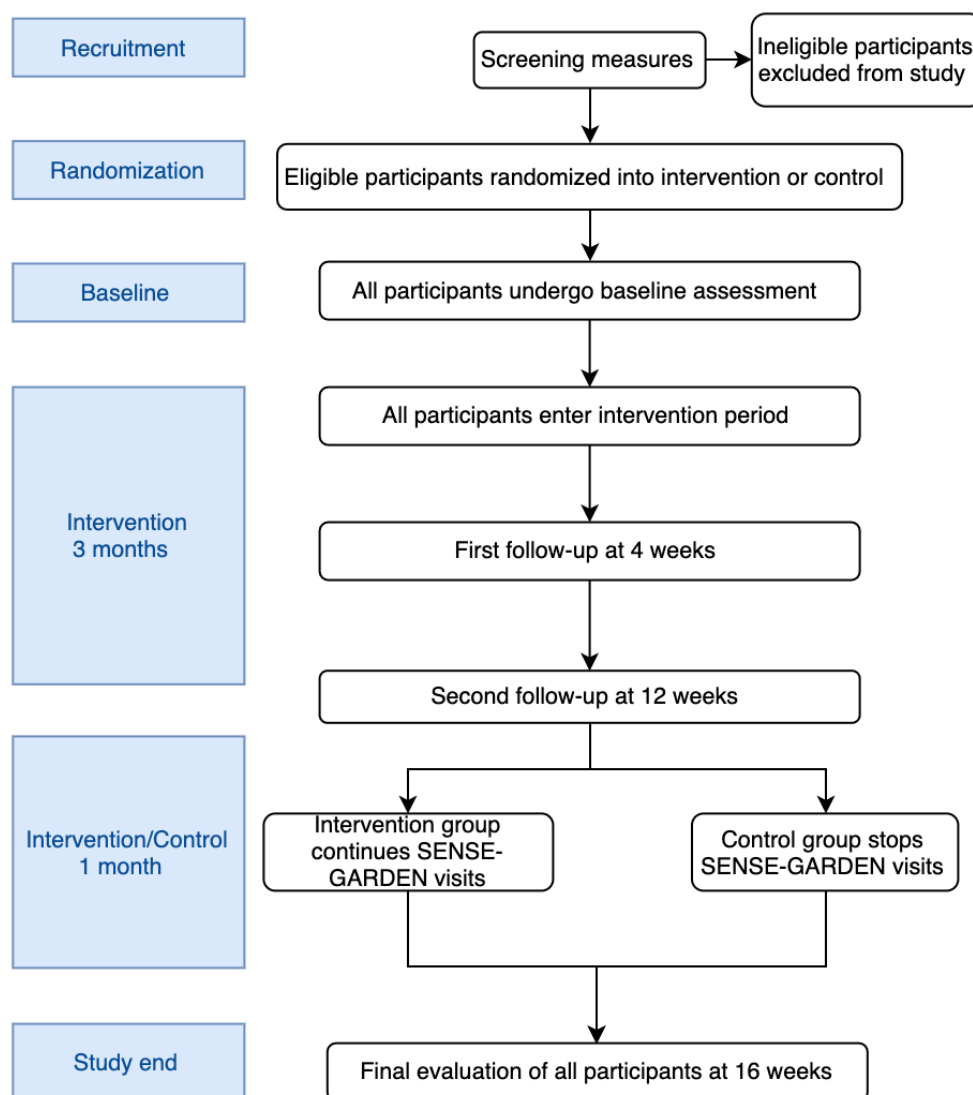 Recruitment
Screening measures
Ineligible participants
excluded from study
Randomization
Eligible participants randomized into intervention or control
Baseline
All participants undergo baseline assessment
All participants enter intervention period
Intervention
3 months
First follow-up at 4 weeks
Second follow-up at 12 weeks
Intervention/Control
1 month
Intervention group
continues SENSE-
GARDEN visits
Control group stops
SENSE-GARDEN visits
Study end
Final evaluation of all participants at 16 weeks